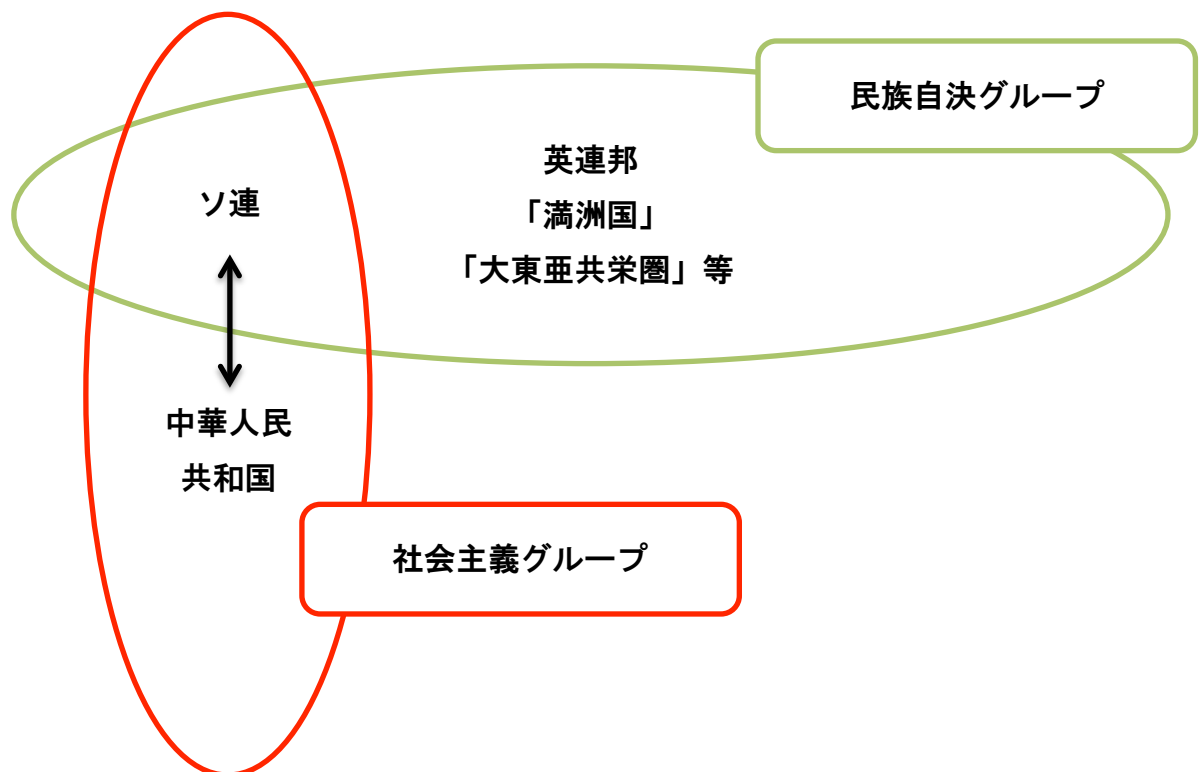 民族自決グループ
英連邦
「満洲国」
「大東亜共栄圏」等
ソ連
中華人民
共和国
社会主義グループ